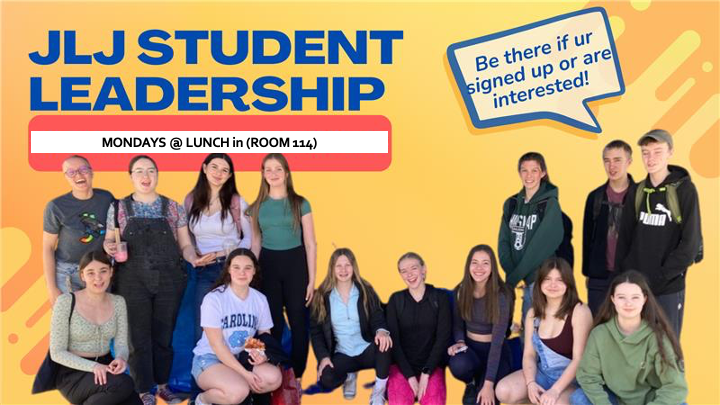 JLJ STUDENT
LEADERSHIP
MONDAYS @ LUNCH in (ROOM 114)
Be there if ur
signed up or are
interested!
PUMA
CAROLINA